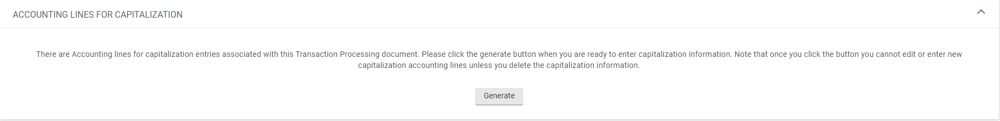 ACCOUNTING LINES FOR CAPITALIZATION
There are Accounting lines for capitalization entries associated with this Transaction Processing document. Please click the generate button when you are ready to enter capitalization information. Note that once you click the button you cannot edit or enter new
capitalization accounting lines unless you delete the capitalization information.
Generate